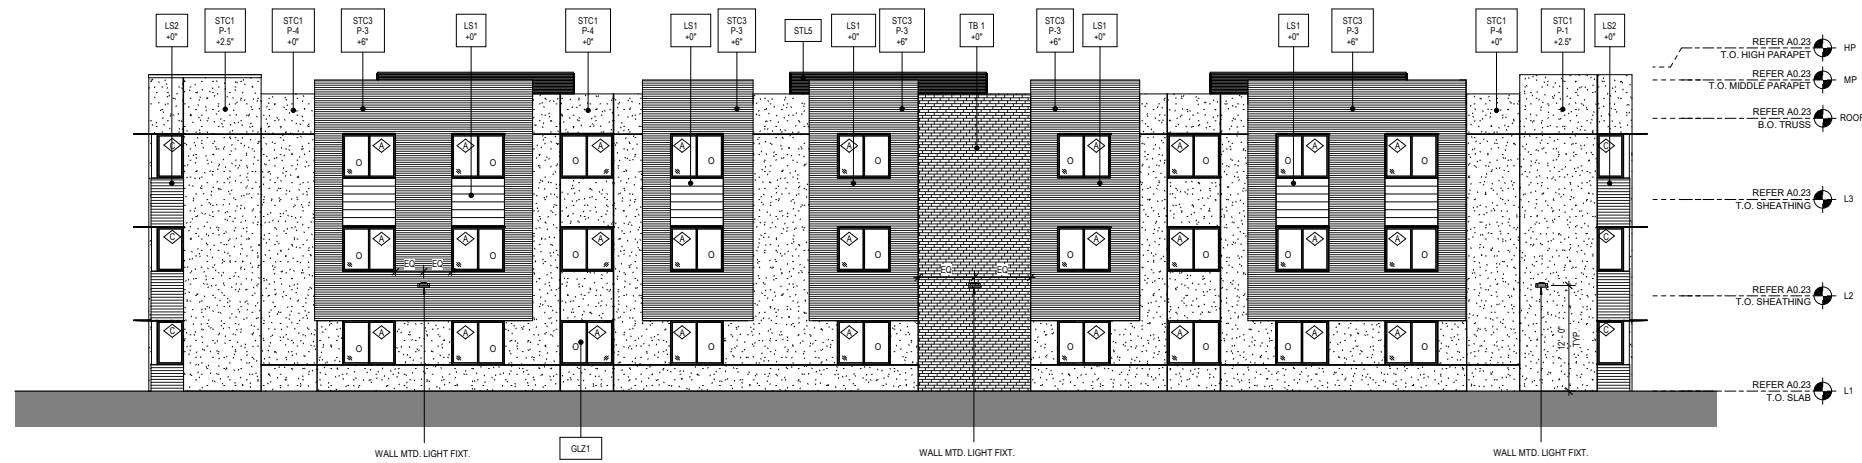 LS2
+0"
STC1
P-1
+2.5"
STC1
P-4
+0"
STC3
P-3
+6"
LS1
+0"
STC1
P-4
+0"
LS1
+0"
STC3
P-3
+6"
STL5
LS1
+0"
STC3
P-3
+6"
TB 1
+0"
STC3
P-3
+6"
LS1
+0"
LS1
+0"
STC3
P-3
+6"
STC1
P-4
+0"
STC1
P-1
+2.5"
LS2
+0"
REFER A0.23
T.O. HIGH PARAPET
HP
REFER A0.23
T.O. MIDDLE PARAPET
MP
REFER A0.23
B.O. TRUSS
ROOF
REFER A0.23
T.O. SHEATHING
L3
REFER A0.23
T.O. SHEATHING
L2
REFER A0.23
T.O. SLAB
L1
C O A A O O A O A A O O A A O O A A O C
C O A A O O A O A A O O A A O O A A O C
EQ EQ
EQ EQ
C O A A O O A O A A O O A A O O A A O C
12'-0"
TYP.
WALL MTD. LIGHT FIXT.
GLZ1
WALL MTD. LIGHT FIXT.
WALL MTD. LIGHT FIXT.